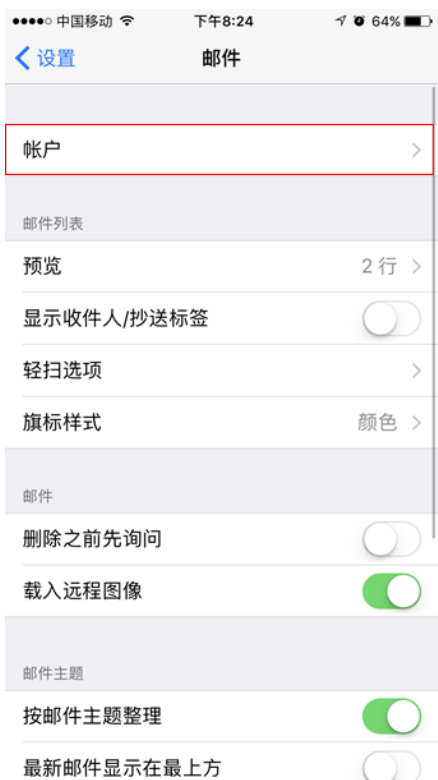 中国移动 下午8:24 64%
设置 邮件
帐户
邮件列表
预览 2 行
显示收件人/抄送标签
轻扫选项
旗标样式 颜色
邮件
删除之前先询问
载入远程图像
邮件主题
按邮件主题整理
最新邮件显示在最上方